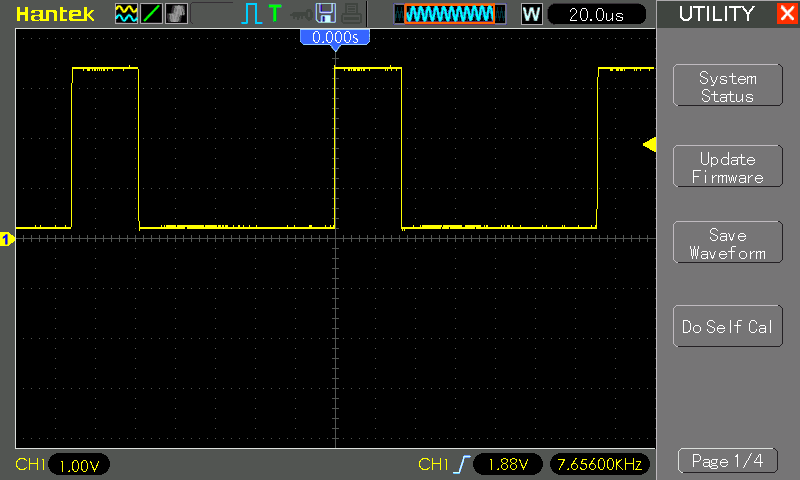 Hantek
T
W
20.0us
UTILITY
0.000s
System
Status
Update
Firmware
1
Save
Waveform
Do Self Cal
CH1 1.00V
CH1 1.88V 7.65600KHz
Page 1/4